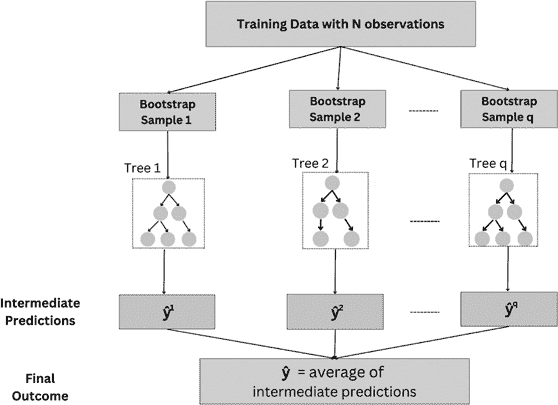 Training Data with N observations
Bootstrap
Sample 1
Bootstrap
Sample 2
Bootstrap
Sample q
Tree 1
Tree 2
Tree q
Intermediate
Predictions
ŷ¹
ŷ²
ŷ^q
Final
Outcome
ŷ = average of
intermediate predictions